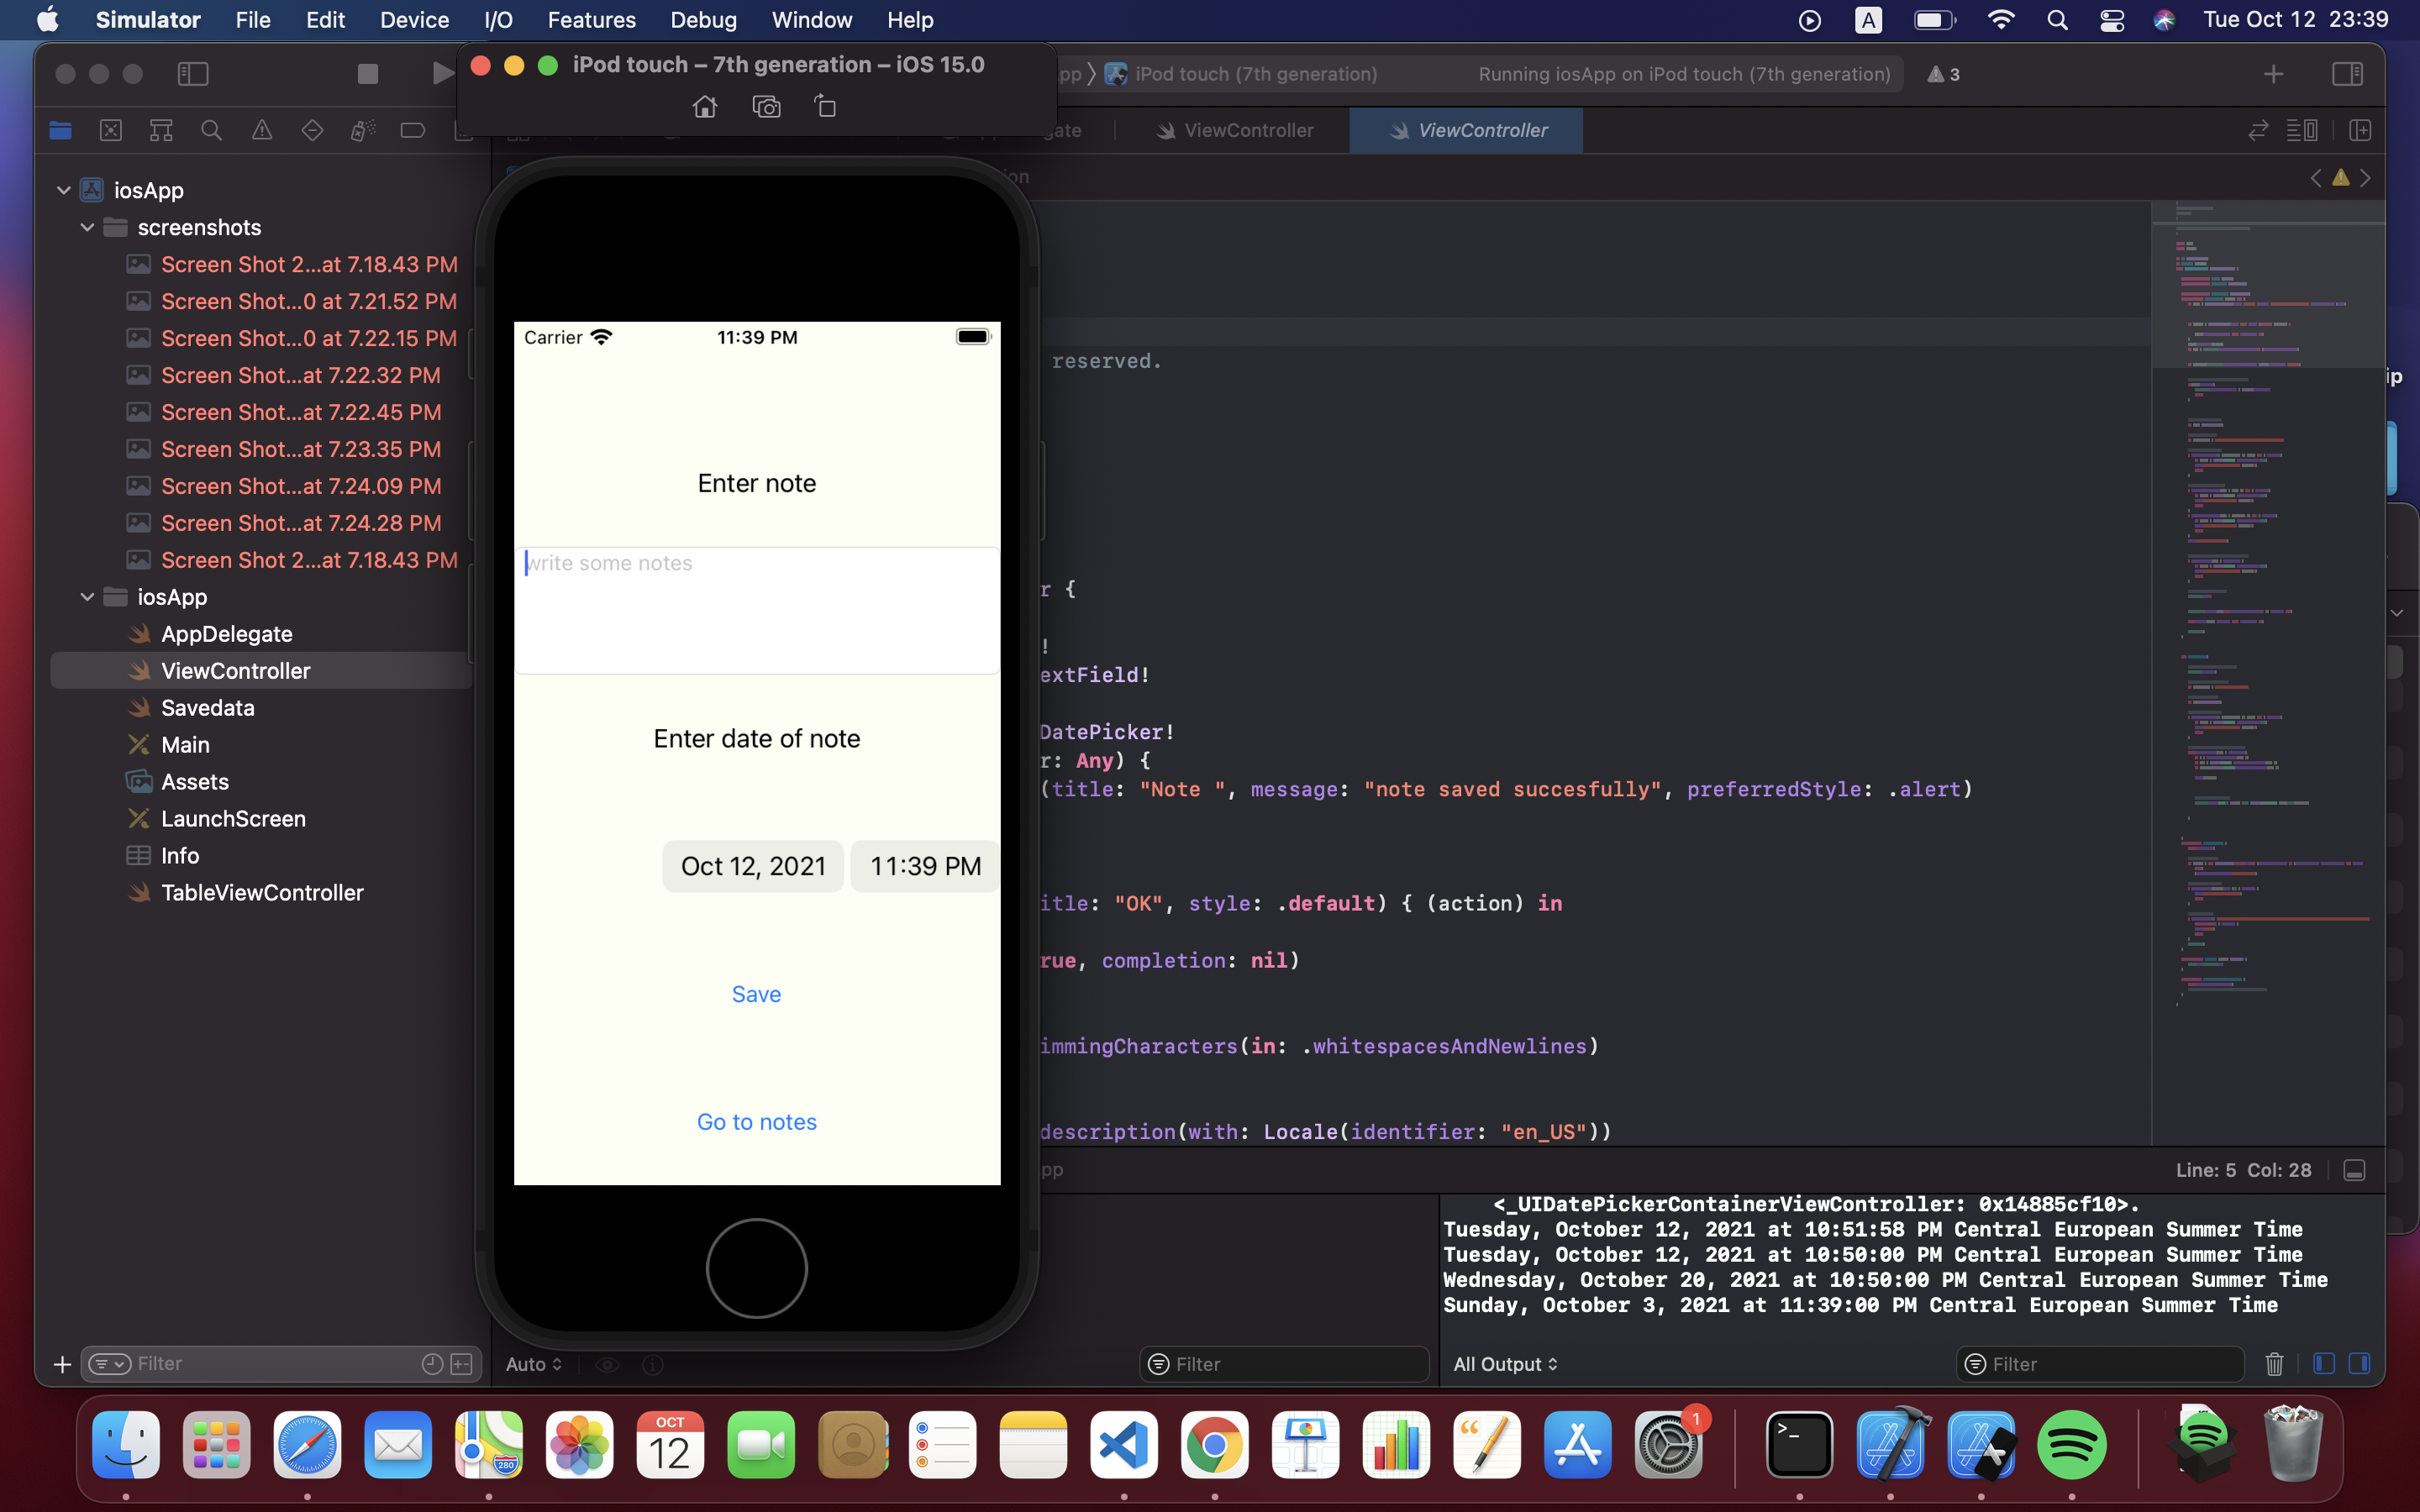 Simulator File Edit Device I/O Features Debug Window Help
A
Tue Oct 12 23:39
iPod touch – 7th generation – iOS 15.0
pp iPod touch (7th generation)
Running iosApp on iPod touch (7th generation)
3
gate
ViewController
ViewController
on
iosApp
screenshots
Screen Shot 2...at 7.18.43 PM
Screen Shot...0 at 7.21.52 PM
Screen Shot...0 at 7.22.15 PM
Screen Shot...at 7.22.32 PM
Screen Shot...at 7.22.45 PM
Screen Shot...at 7.23.35 PM
Screen Shot...at 7.24.09 PM
Screen Shot...at 7.24.28 PM
Screen Shot 2...at 7.18.43 PM
iosApp
AppDelegate
ViewController
Savedata
Main
Assets
LaunchScreen
Info
TableViewController
Filter
Carrier 11:39 PM
Enter note
write some notes
Enter date of note
Oct 12, 2021 11:39 PM
Save
Go to notes
reserved.
r {
!
extField!
DatePicker!
r: Any) {
(title: "Note ", message: "note saved succesfully", preferredStyle: .alert)
itle: "OK", style: .default) { (action) in
rue, completion: nil)
immingCharacters(in: .whitespacesAndNewlines)
description(with: Locale(identifier: "en_US"))
ip
pp
Line: 5 Col: 28
<_UIDatePickerContainerViewController: 0x14885cf10>.
Tuesday, October 12, 2021 at 10:51:58 PM Central European Summer Time
Tuesday, October 12, 2021 at 10:50:00 PM Central European Summer Time
Wednesday, October 20, 2021 at 10:50:00 PM Central European Summer Time
Sunday, October 3, 2021 at 11:39:00 PM Central European Summer Time
Auto
Filter
All Output
Filter
280
OCT
12
1
>_